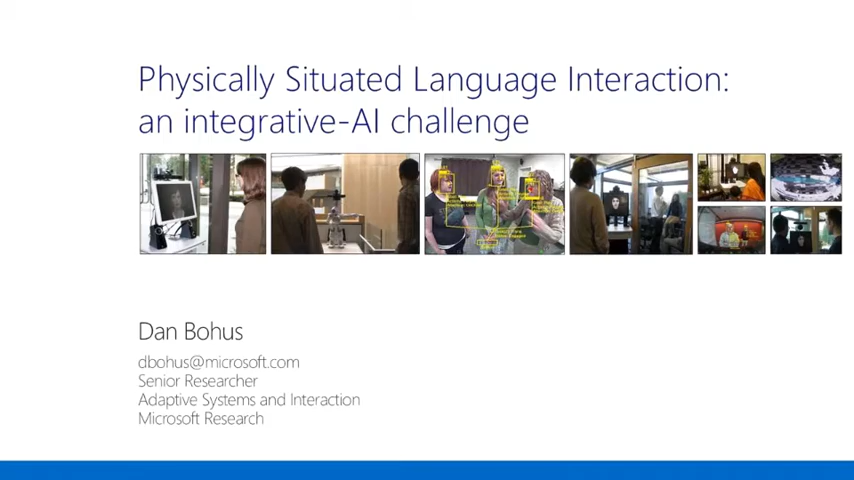 Physically Situated Language Interaction:
an integrative-AI challenge
Dan Bohus
dbohus@microsoft.com
Senior Researcher
Adaptive Systems and Interaction
Microsoft Research